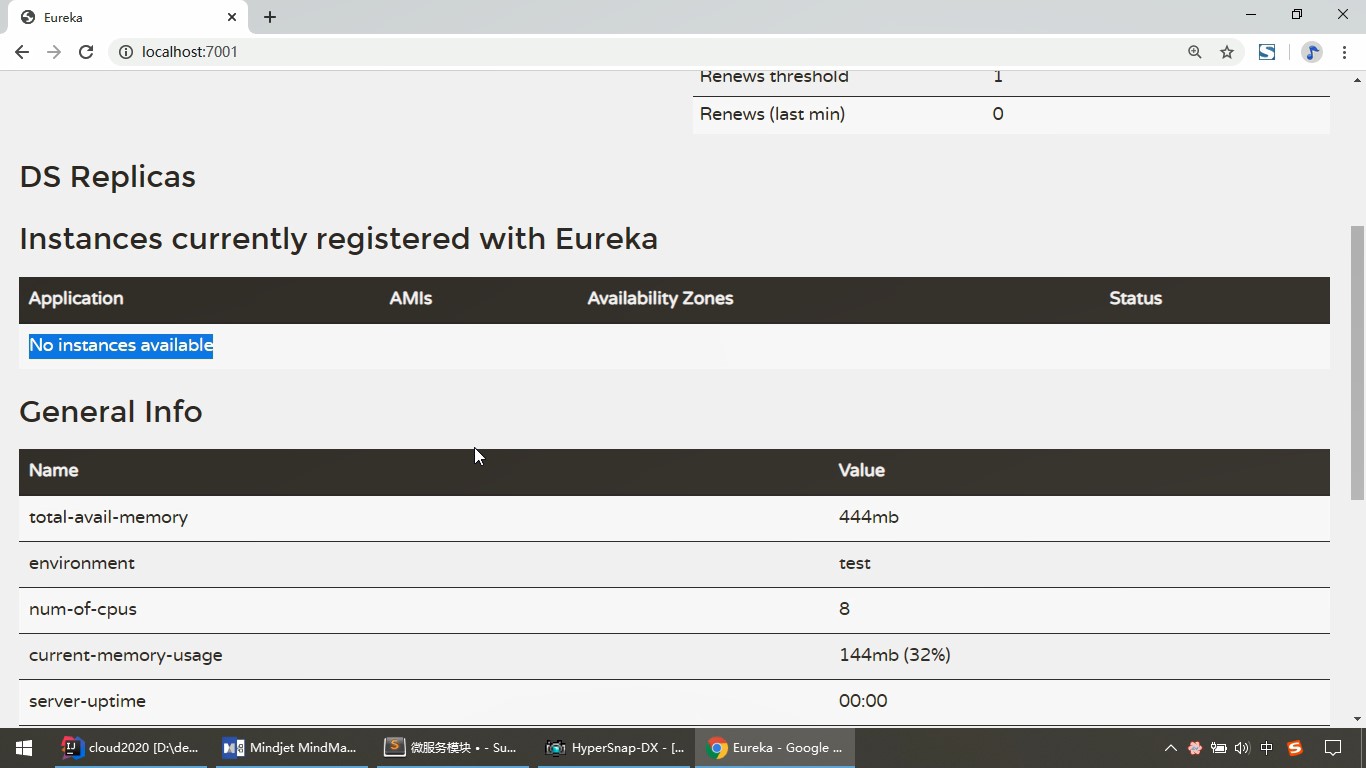 Eureka
localhost:7001
Renews threshold 1
Renews (last min) 0
DS Replicas
Instances currently registered with Eureka
Application AMIs Availability Zones Status
No instances available
General Info
Name Value
total-avail-memory 444mb
environment test
num-of-cpus 8
current-memory-usage 144mb (32%)
server-uptime 00:00
cloud2020 [D:\de... Mindjet MindMa... 微服务模块 • - Su... HyperSnap-DX - [... Eureka - Google ... 中